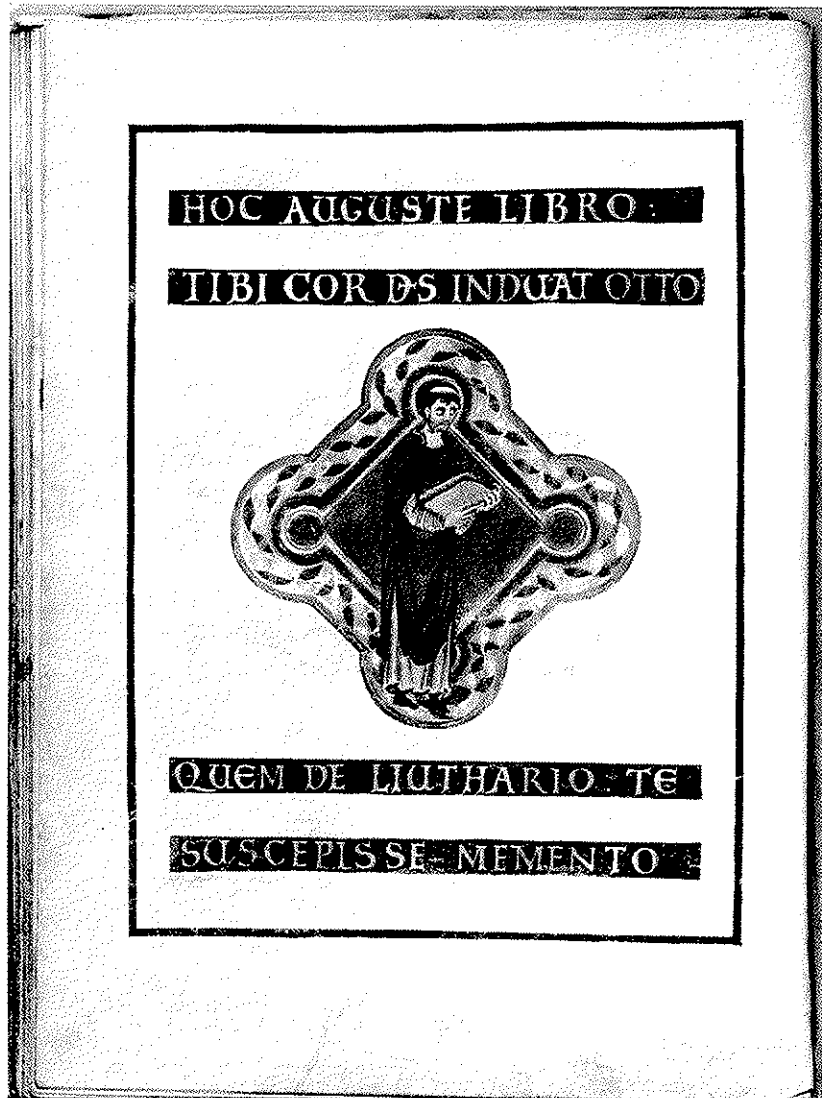 HOC AUGUSTE LIBRO :
TIBI COR DS INDUAT OTTO
QUEM DE LIUTHARIO · TE
SUSCEPISSE - MEMENTO ·